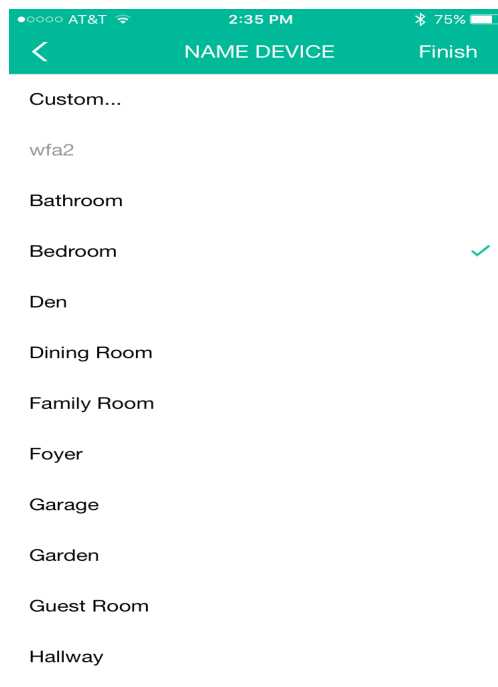 AT&T 2:35 PM 75%
NAME DEVICE Finish
Custom...
wfa2
Bathroom
Bedroom
Den
Dining Room
Family Room
Foyer
Garage
Garden
Guest Room
Hallway